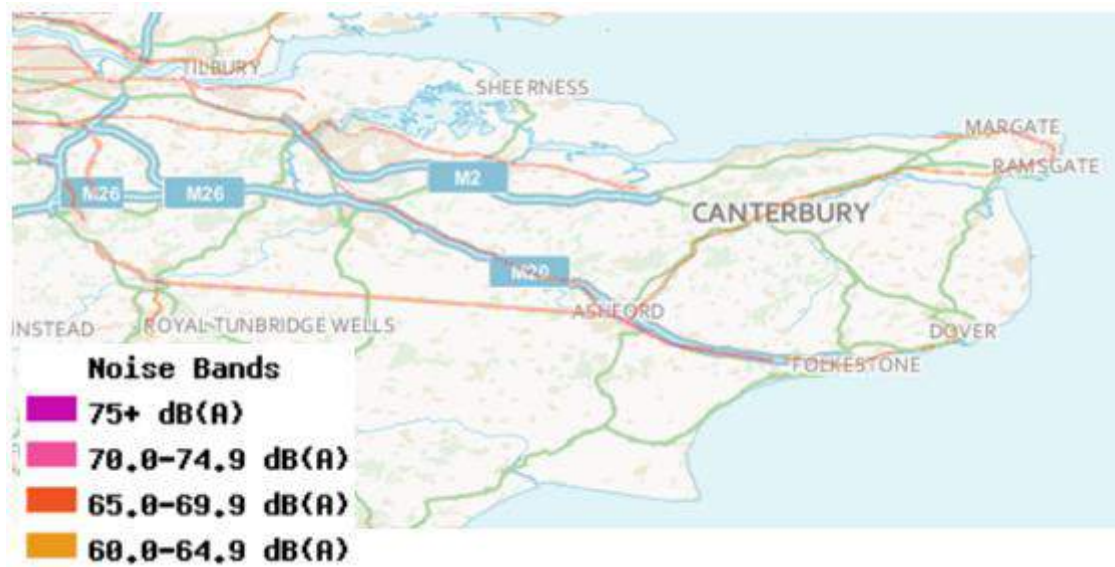 TILBURY
SHEERNESS
MARGATE
RAMSGATE
M26
M26
M2
CANTERBURY
M20
ASHFORD
INSTEAD
ROYAL TUNBRIDGE WELLS
DOVER
FOLKESTONE
Noise Bands
75+ dB(A)
70.0-74.9 dB(A)
65.0-69.9 dB(A)
60.0-64.9 dB(A)